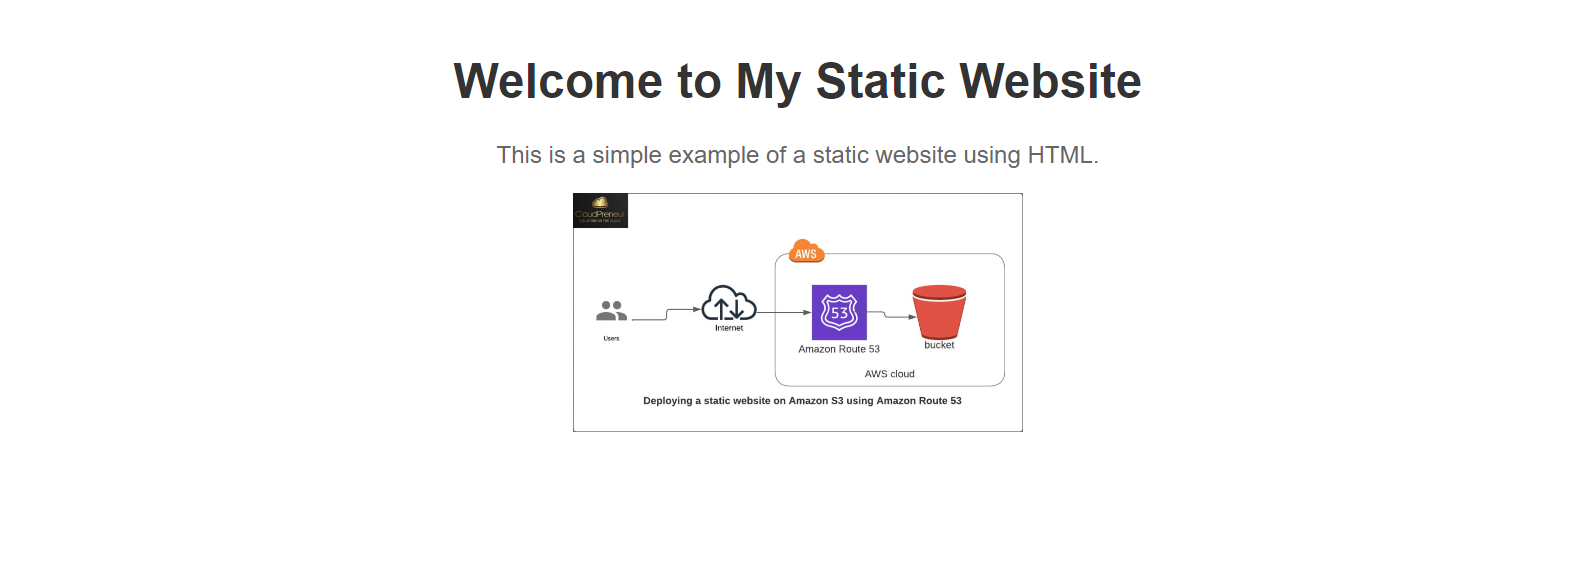 Welcome to My Static Website
This is a simple example of a static website using HTML.
CloudPreneur
AWS
53
Internet
Users
Amazon Route 53
bucket
AWS cloud
Deploying a static website on Amazon S3 using Amazon Route 53